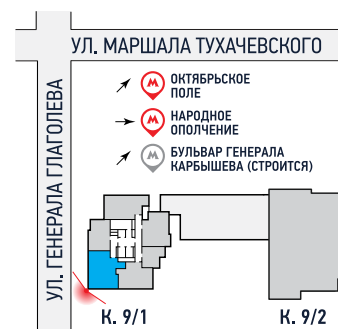 УЛ. МАРШАЛА ТУХАЧЕВСКОГО
УЛ. ГЕНЕРАЛА ГЛАГОЛЕВА
ОКТЯБРЬСКОЕ
ПОЛЕ
НАРОДНОЕ
ОПОЛЧЕНИЕ
БУЛЬВАР ГЕНЕРАЛА
КАРБЫШЕВА (СТРОИТСЯ)
К. 9/1
К. 9/2